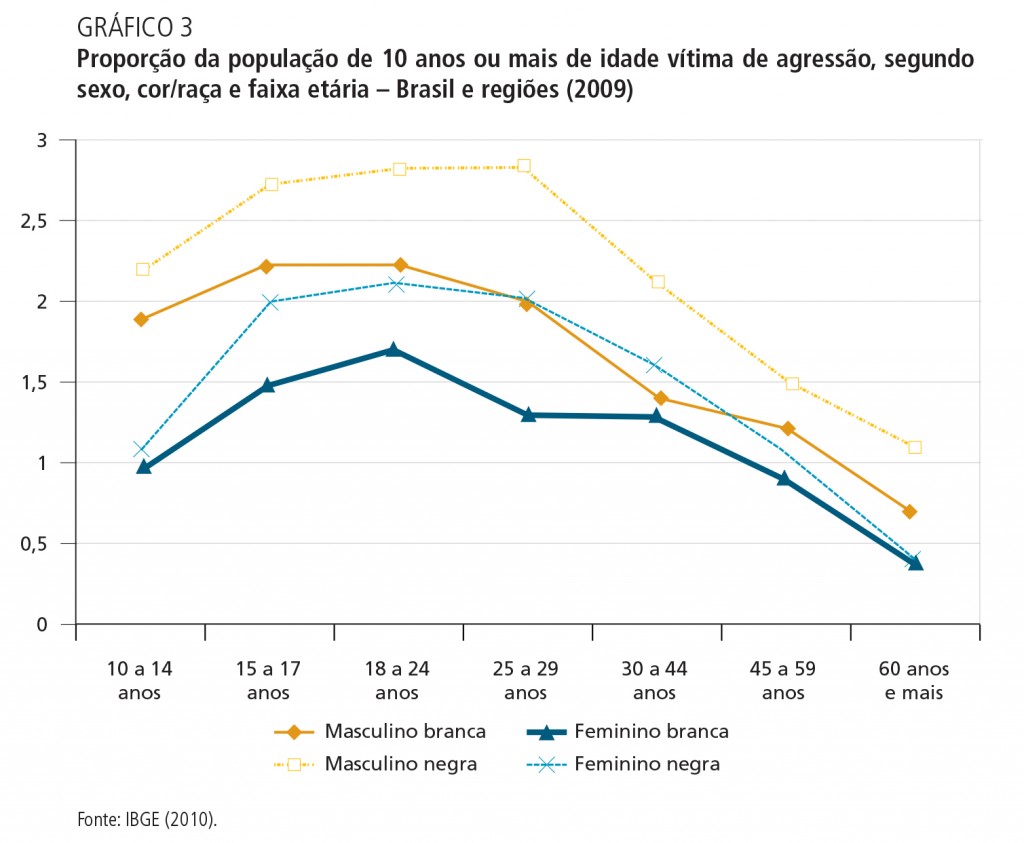 GRÁFICO 3
Proporção da população de 10 anos ou mais de idade vítima de agressão, segundo
sexo, cor/raça e faixa etária – Brasil e regiões (2009)
3
2,5
2
1,5
1
0,5
0
10 a 14 anos
15 a 17 anos
18 a 24 anos
25 a 29 anos
30 a 44 anos
45 a 59 anos
60 anos e mais
Masculino branca
Feminino branca
Masculino negra
Feminino negra
Fonte: IBGE (2010).